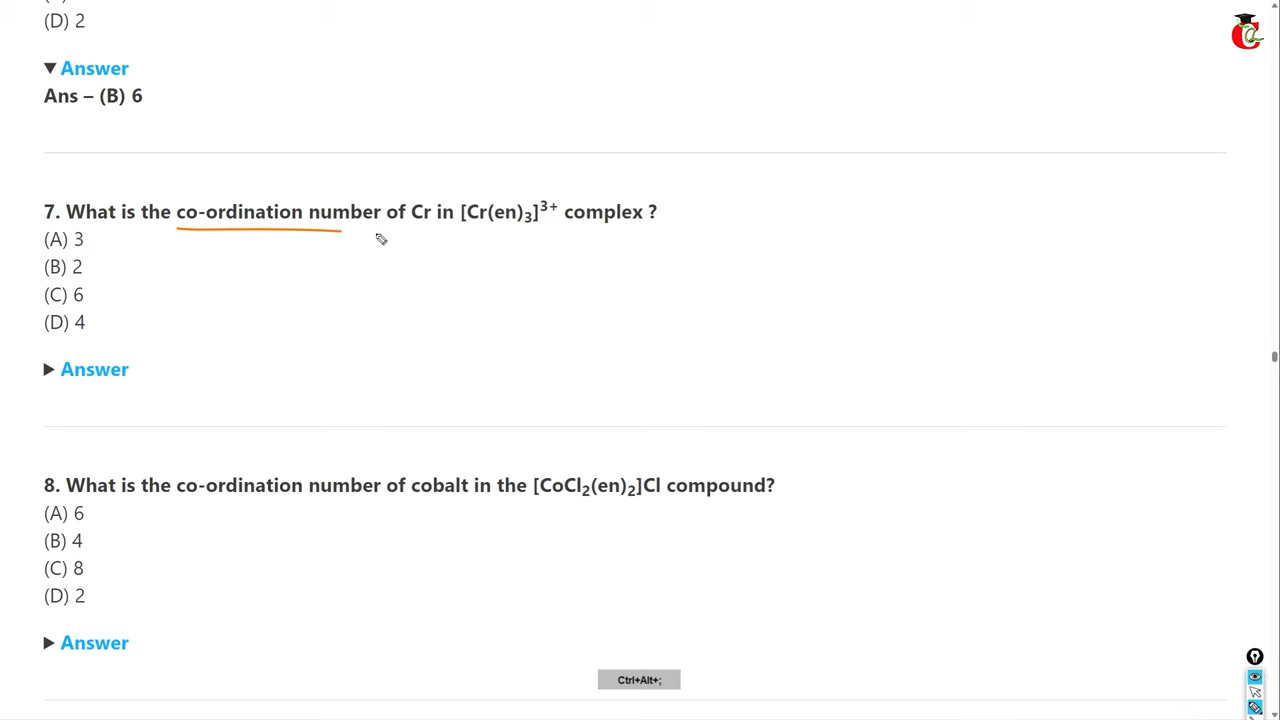 (D) 2
▼ Answer
Ans – (B) 6
7. What is the co-ordination number of Cr in [Cr(en)₃]³⁺ complex ?
(A) 3
(B) 2
(C) 6
(D) 4
▶ Answer
8. What is the co-ordination number of cobalt in the [CoCl₂(en)₂]Cl compound?
(A) 6
(B) 4
(C) 8
(D) 2
▶ Answer
Ctrl+Alt+;